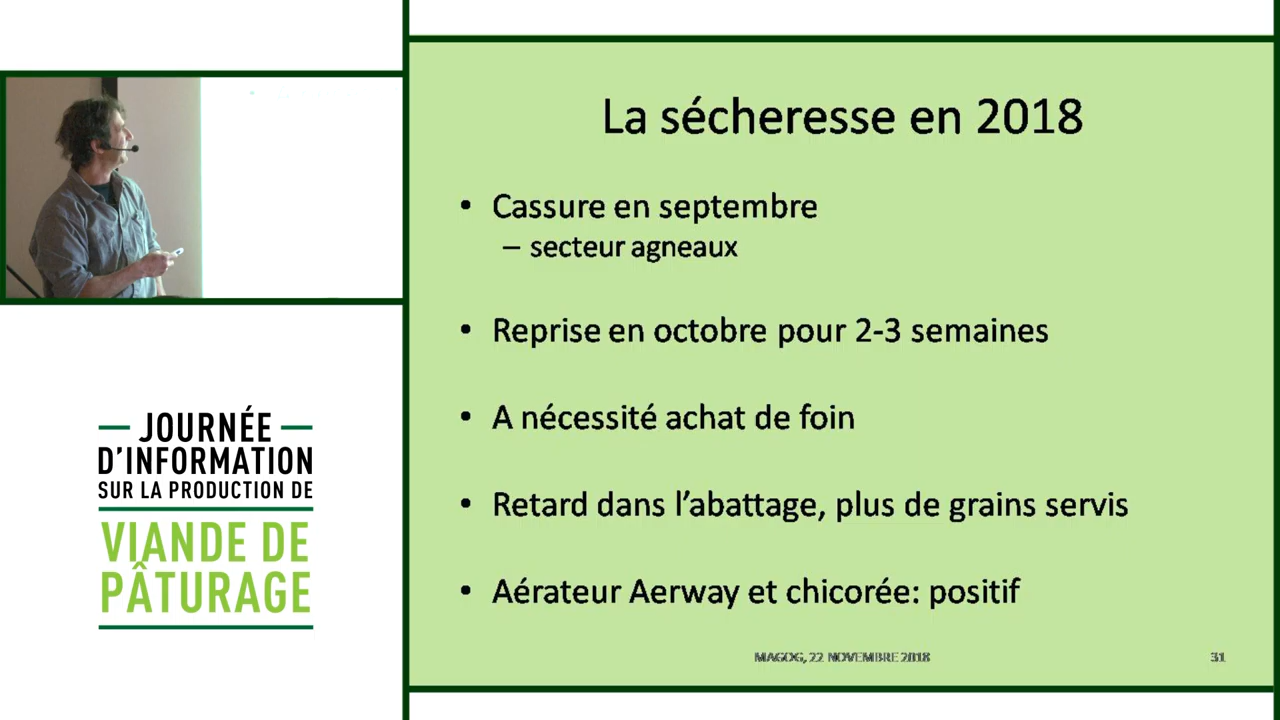 La sécheresse en 2018
• Cassure en septembre
– secteur agneaux
• Reprise en octobre pour 2-3 semaines
• A nécessité achat de foin
• Retard dans l’abattage, plus de grains servis
• Aérateur Aerway et chicorée: positif
MAGOG, 22 NOVEMBRE 2018
31
— JOURNÉE —
D’INFORMATION
SUR LA PRODUCTION DE
VIANDE DE
PÂTURAGE